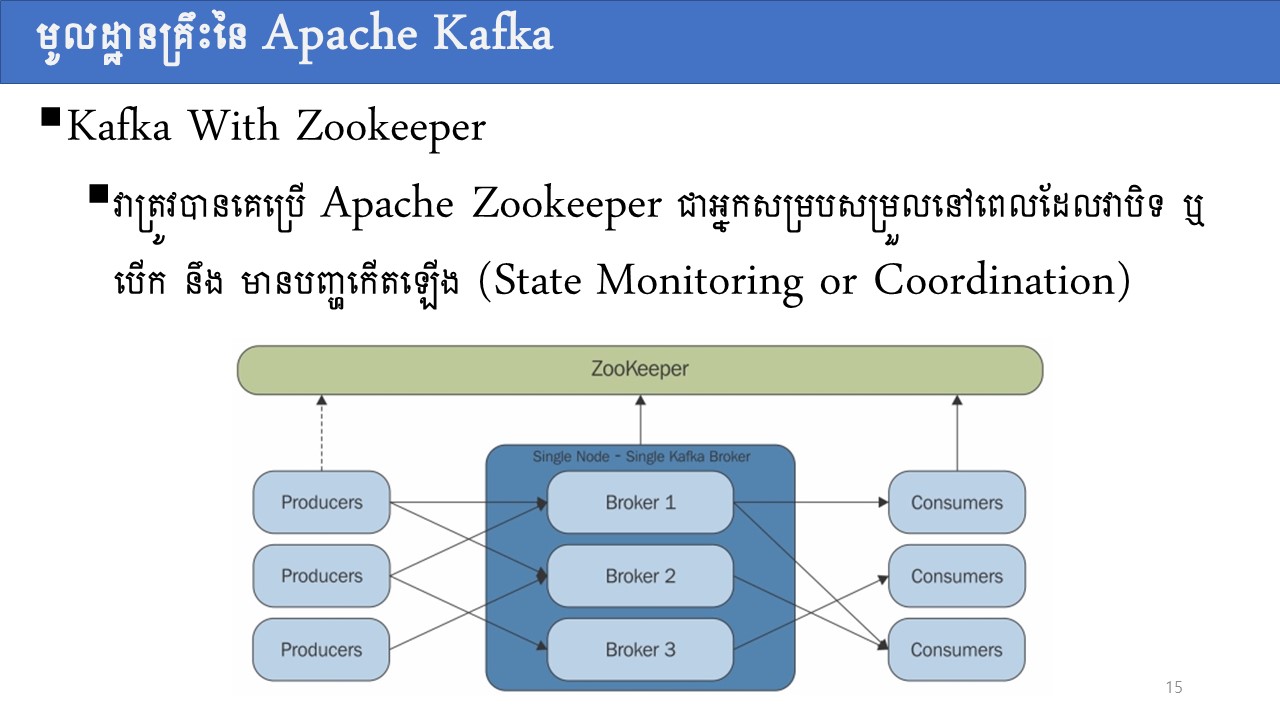 មូលដ្ឋានគ្រឹះនៃ Apache Kafka
Kafka With Zookeeper
វាត្រូវបានគេប្រើ Apache Zookeeper ជាអ្នកសម្របសម្រួលនៅពេលដែលវាបិទ ឬ
បើក នឹង មានបញ្ហាកើតឡើង (State Monitoring or Coordination)
ZooKeeper
Single Node - Single Kafka Broker
Producers Broker 1 Consumers
Producers Broker 2 Consumers
Producers Broker 3 Consumers
15